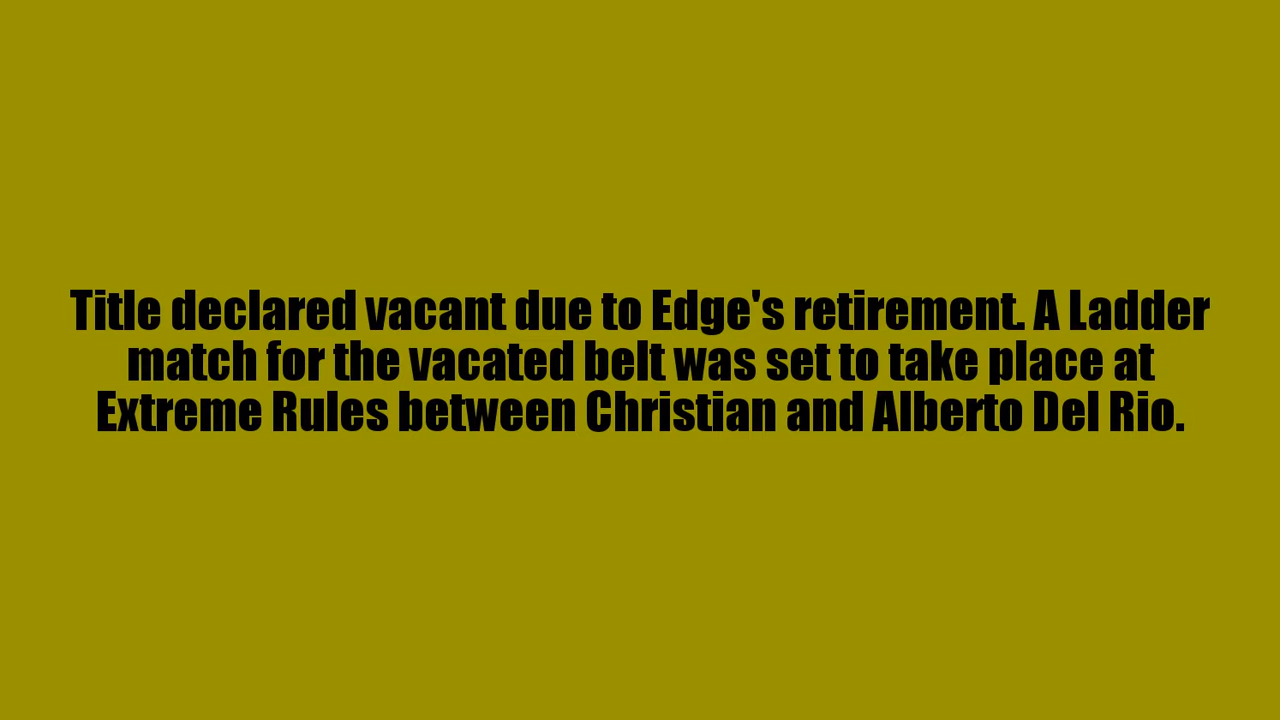 Title declared vacant due to Edge's retirement. A Ladder
match for the vacated belt was set to take place at
Extreme Rules between Christian and Alberto Del Rio.